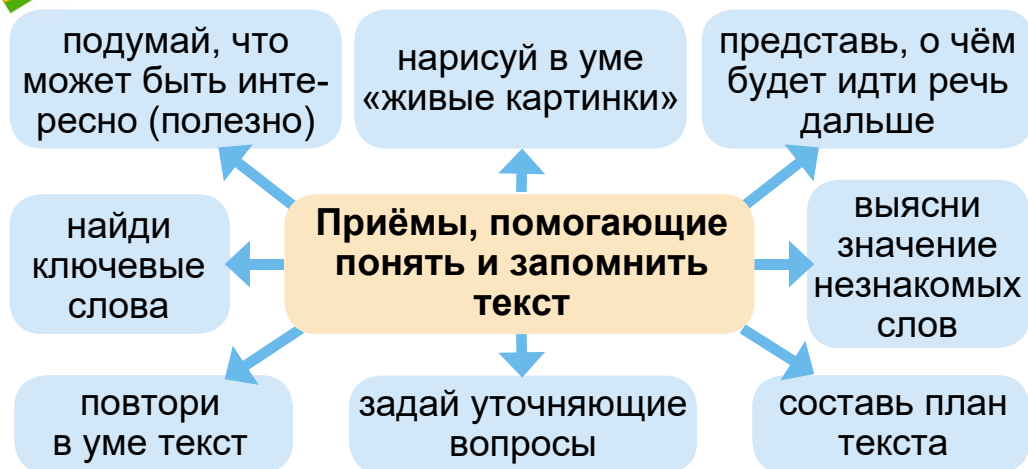 подумай, что
может быть инте-
ресно (полезно)
нарисуй в уме
«живые картинки»
представь, о чём
будет идти речь
дальше
найди
ключевые
слова
Приёмы, помогающие
понять и запомнить
текст
выясни
значение
незнакомых
слов
повтори
в уме текст
задай уточняющие
вопросы
составь план
текста